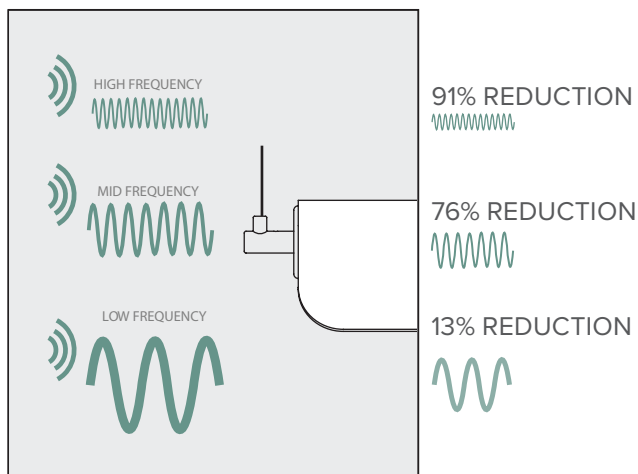 HIGH FREQUENCY
91% REDUCTION
MID FREQUENCY
76% REDUCTION
LOW FREQUENCY
13% REDUCTION